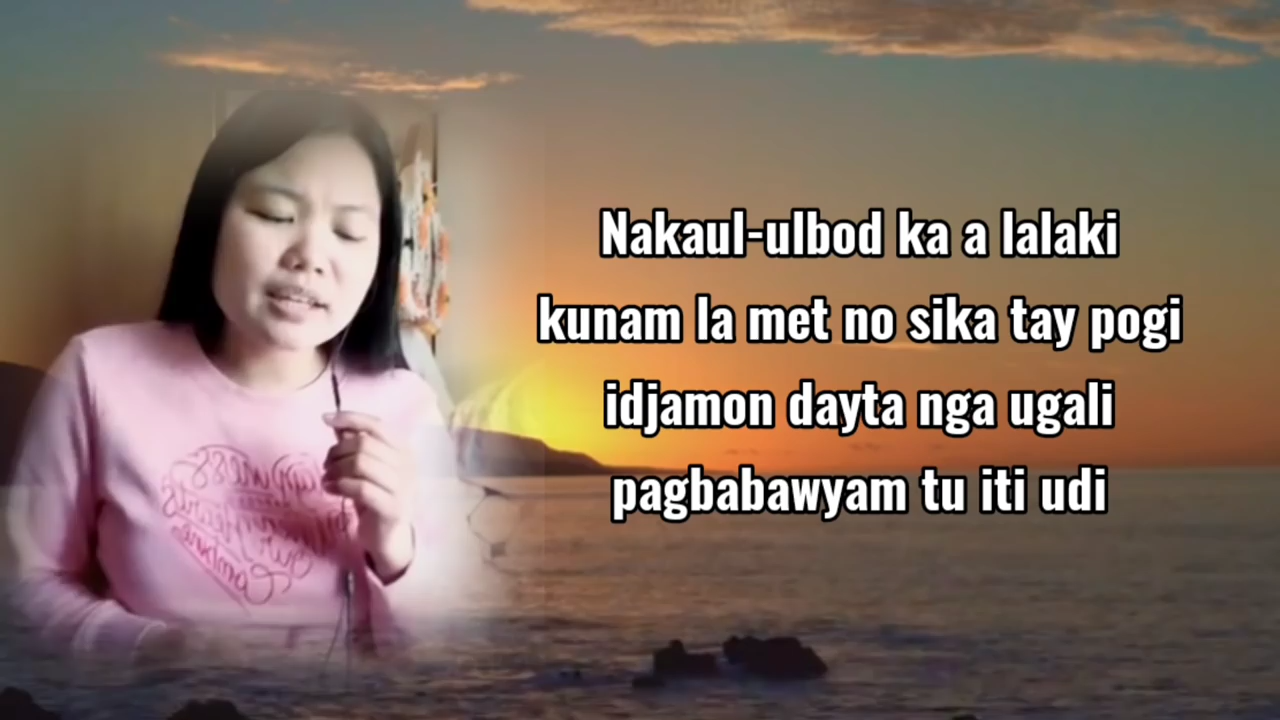 Nakaul-ulbod ka a lalaki
kunam la met no sika tay pogi
idjamon dayta nga ugali
pagbabawyam tu iti udi